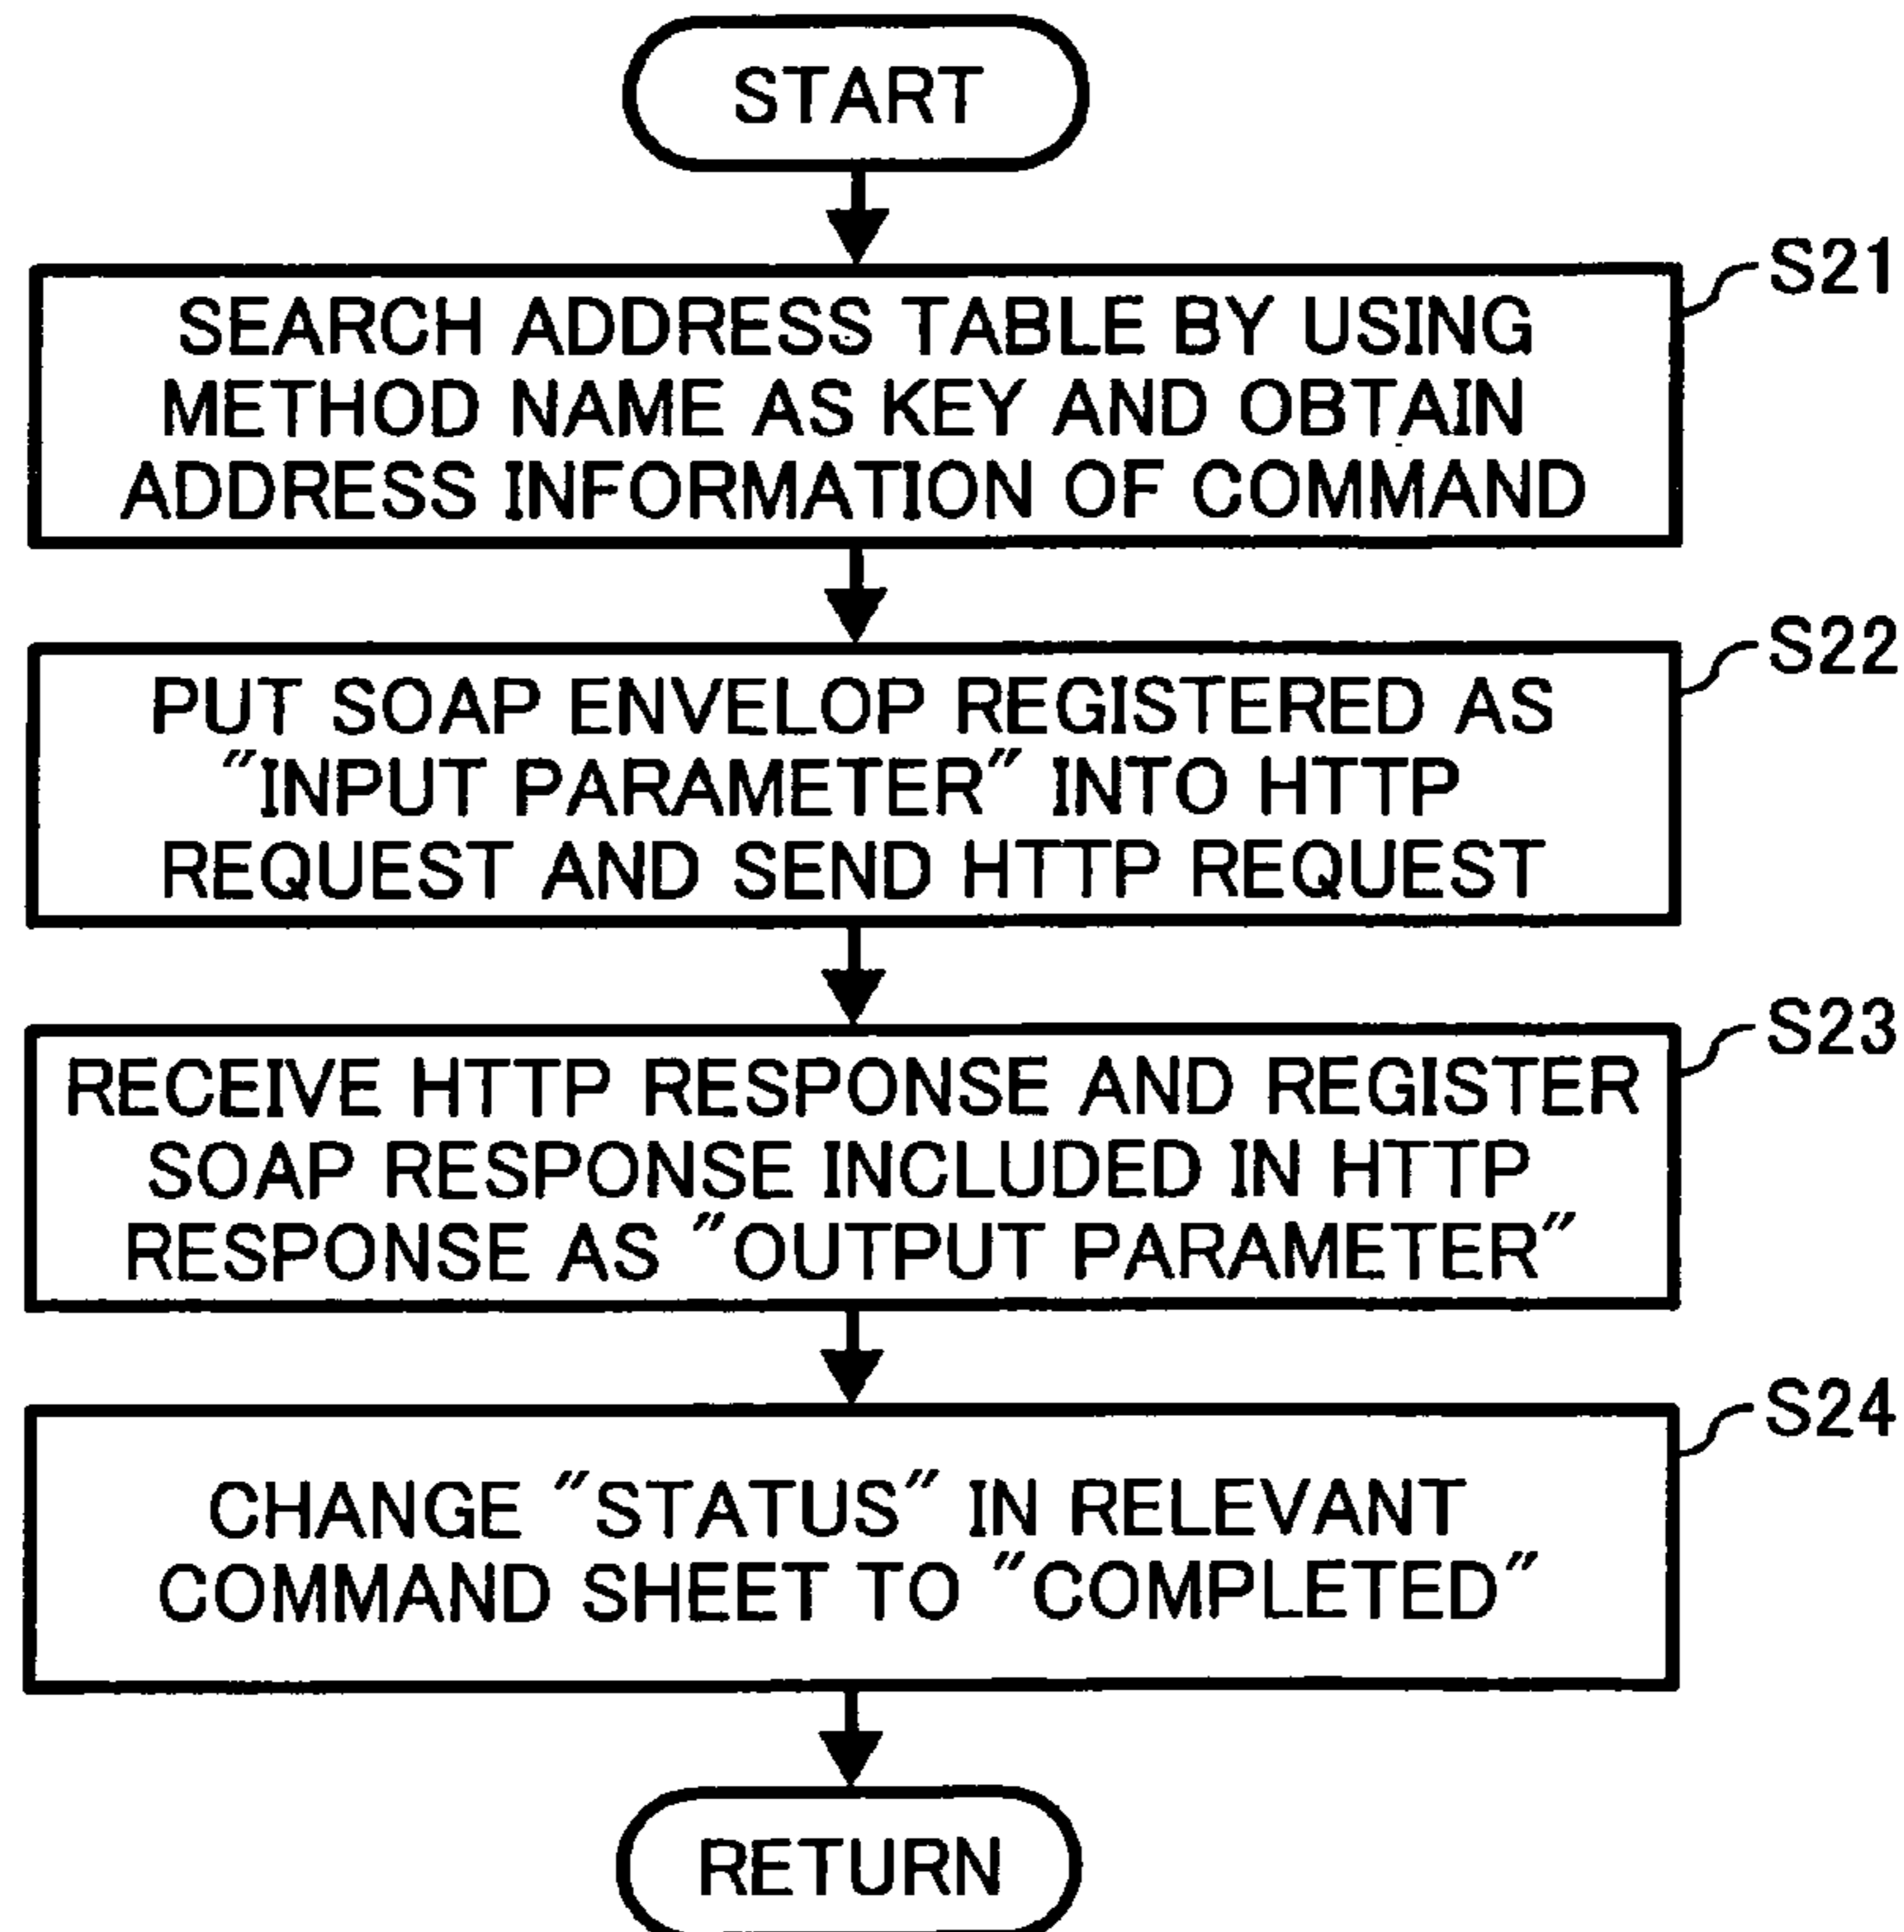 START
S21
SEARCH ADDRESS TABLE BY USING
METHOD NAME AS KEY AND OBTAIN
ADDRESS INFORMATION OF COMMAND
S22
PUT SOAP ENVELOP REGISTERED AS
"INPUT PARAMETER" INTO HTTP
REQUEST AND SEND HTTP REQUEST
S23
RECEIVE HTTP RESPONSE AND REGISTER
SOAP RESPONSE INCLUDED IN HTTP
RESPONSE AS "OUTPUT PARAMETER"
S24
CHANGE "STATUS" IN RELEVANT
COMMAND SHEET TO "COMPLETED"
RETURN